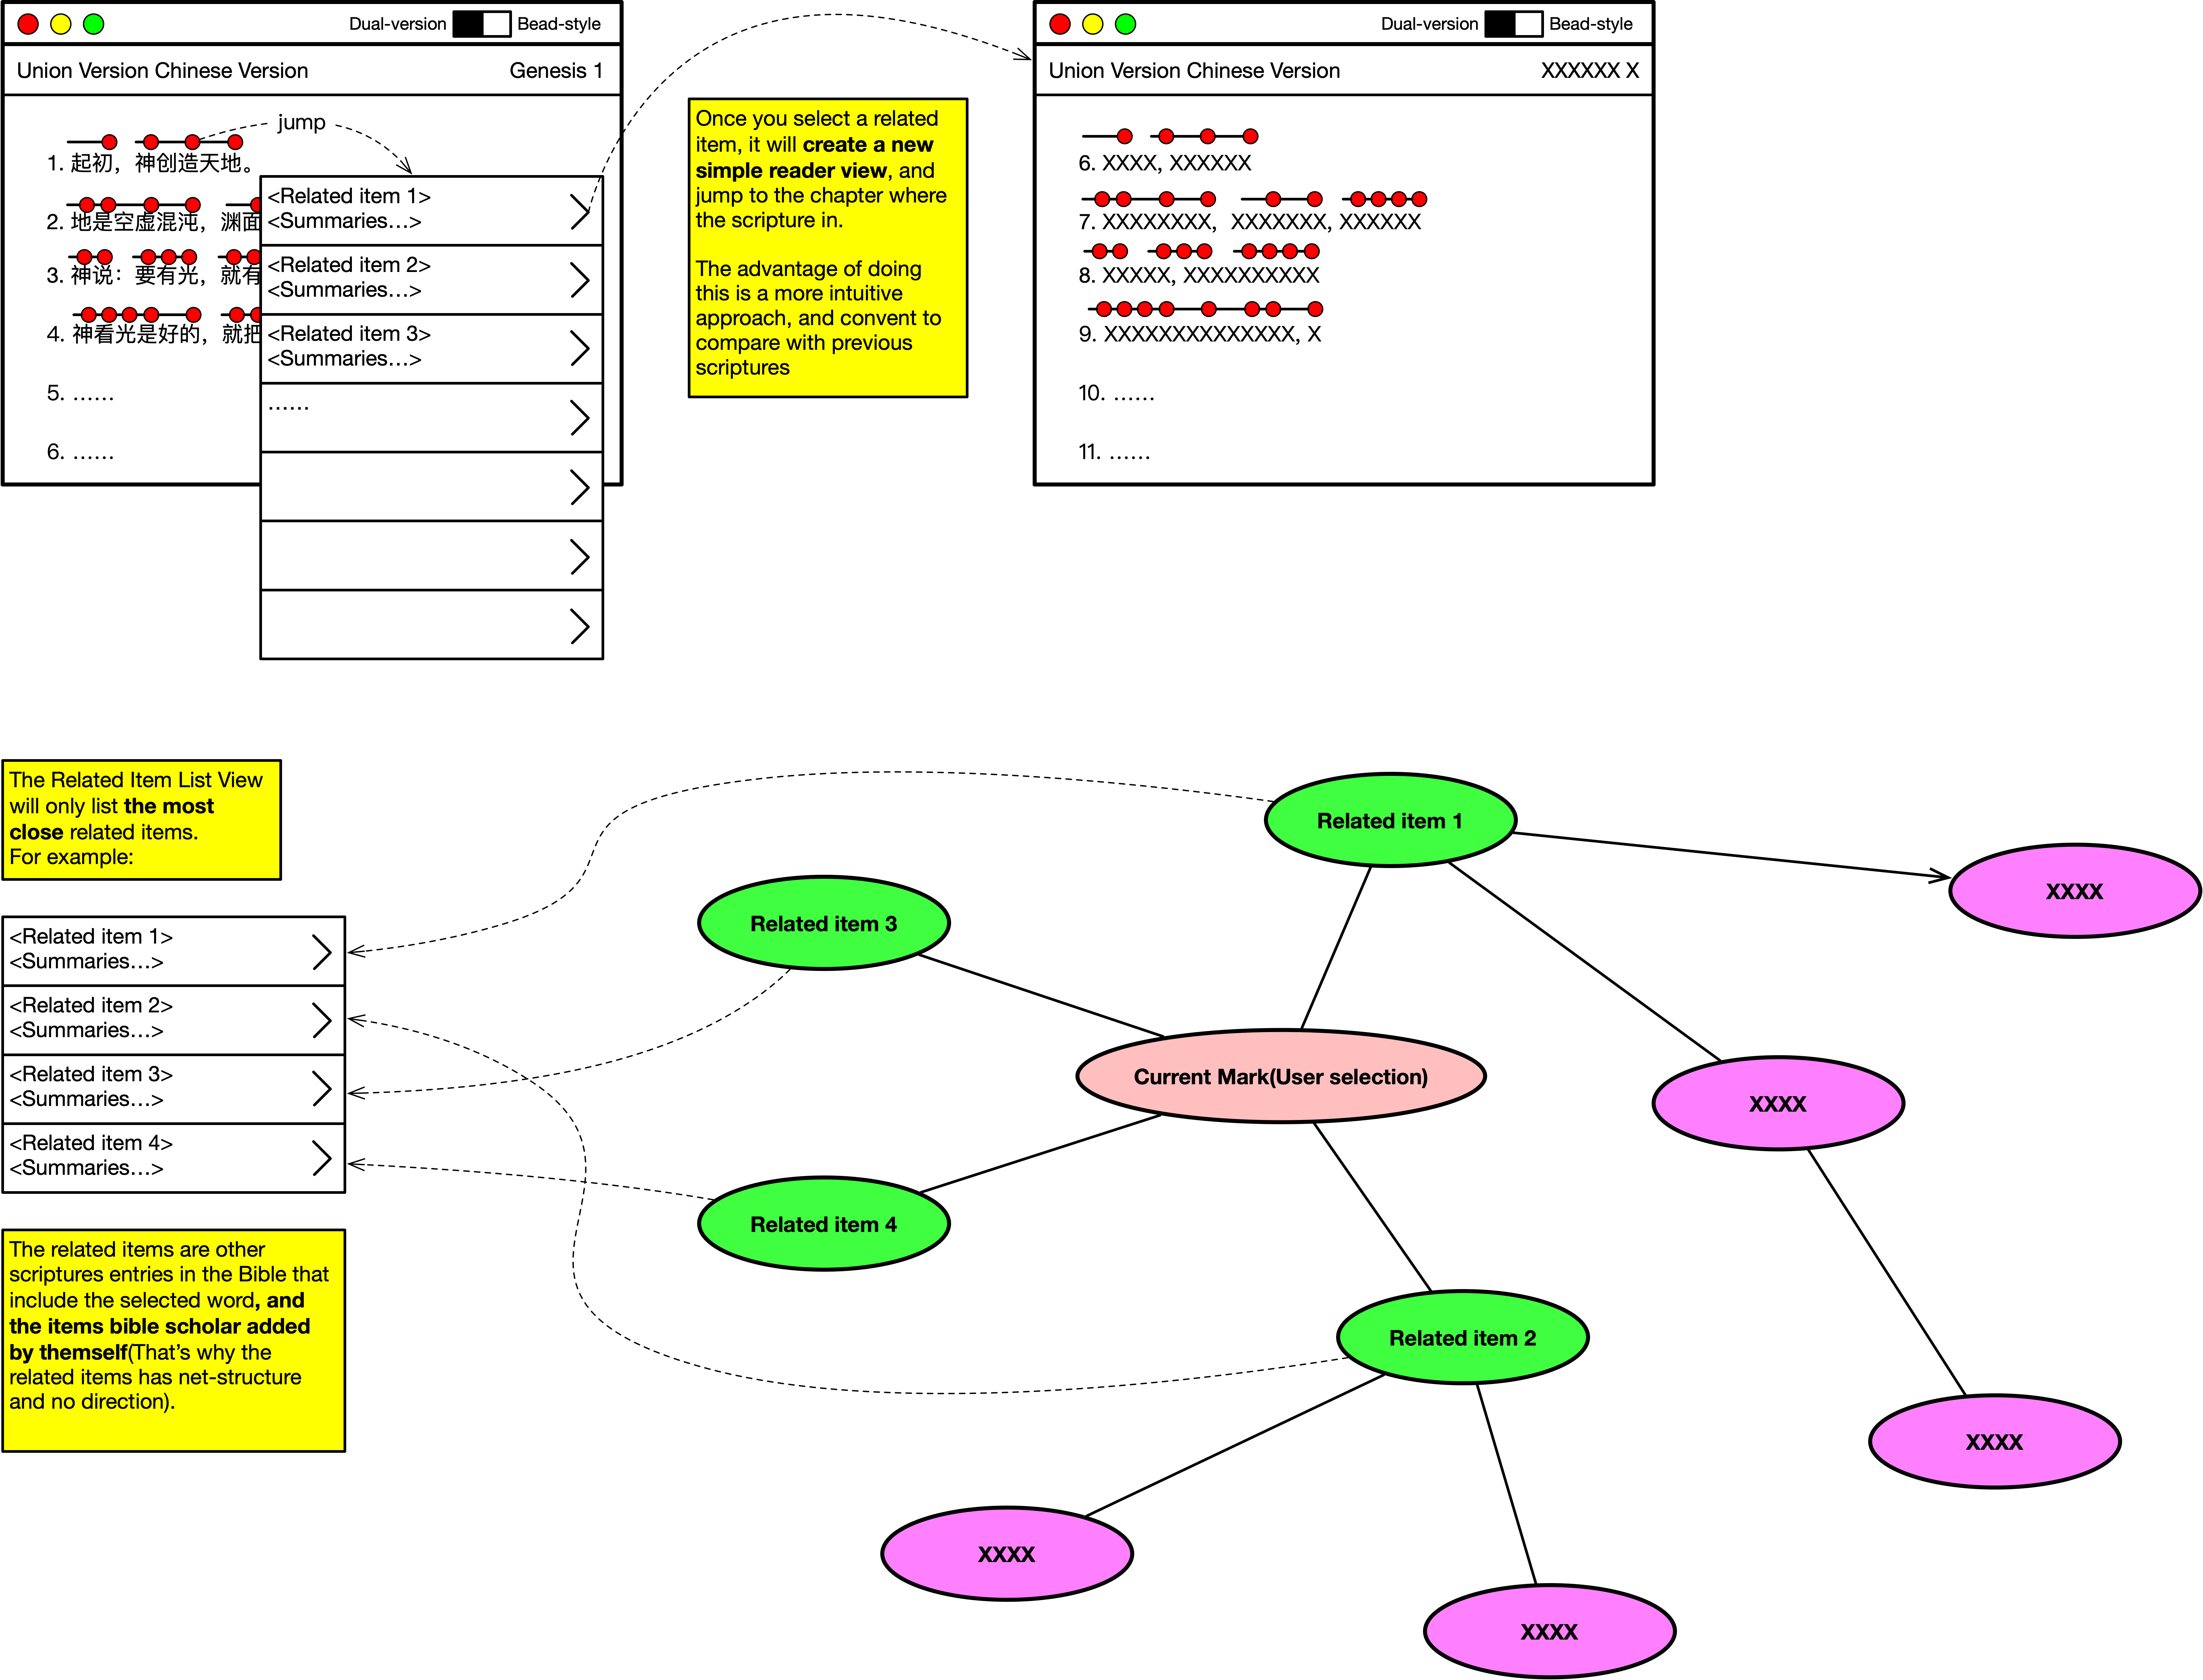 Dual-version
Bead-style
Union Version Chinese Version
Genesis 1
jump
1. 起初，神创造天地。
2. 地是空虚混沌，渊面
3. 神说：要有光，就有
4. 神看光是好的，就把
5. ……
6. ……
<Related item 1>
<Summaries…>
<Related item 2>
<Summaries…>
<Related item 3>
<Summaries…>
……
Once you select a related
item, it will create a new
simple reader view, and
jump to the chapter where
the scripture in.
The advantage of doing
this is a more intuitive
approach, and convent to
compare with previous
scriptures
Dual-version
Bead-style
Union Version Chinese Version
XXXXXX X
6. XXXX, XXXXXX
7. XXXXXXXX, XXXXXXX, XXXXXX
8. XXXXX, XXXXXXXXXX
9. XXXXXXXXXXXXXX, X
10. ……
11. ……
The Related Item List View
will only list the most
close related items.
For example:
<Related item 1>
<Summaries…>
<Related item 2>
<Summaries…>
<Related item 3>
<Summaries…>
<Related item 4>
<Summaries…>
The related items are other
scriptures entries in the Bible that
include the selected word, and
the items bible scholar added
by themself(That’s why the
related items has net-structure
and no direction).
Related item 1
XXXX
Related item 3
Current Mark(User selection)
XXXX
Related item 4
Related item 2
XXXX
XXXX
XXXX